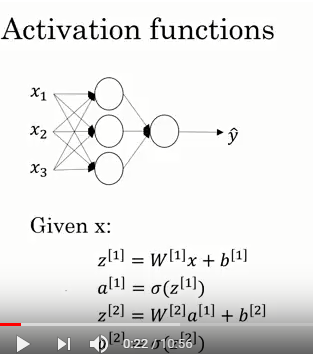 Activation functions
x₁
x₂
x₃
ŷ
Given x:
z^[1] = W^[1]x + b^[1]
a^[1] = σ(z^[1])
z^[2] = W^[2]a^[1] + b^[2]
0:22 / 10:56